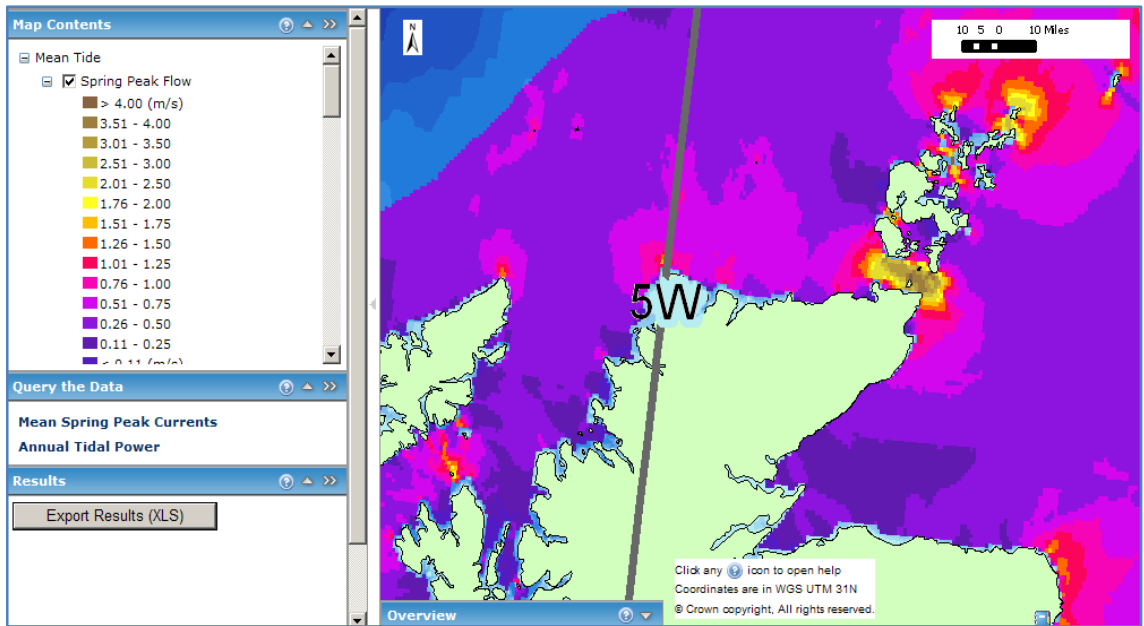 Map Contents
Mean Tide
Spring Peak Flow
> 4.00 (m/s)
3.51 - 4.00
3.01 - 3.50
2.51 - 3.00
2.01 - 2.50
1.76 - 2.00
1.51 - 1.75
1.26 - 1.50
1.01 - 1.25
0.76 - 1.00
0.51 - 0.75
0.26 - 0.50
0.11 - 0.25
< 0.11 (m/s)
Query the Data
Mean Spring Peak Currents
Annual Tidal Power
Results
Export Results (XLS)
N
10 5 0 10 Miles
5W
Click any ? icon to open help
Coordinates are in WGS UTM 31N
© Crown copyright, All rights reserved.
Overview